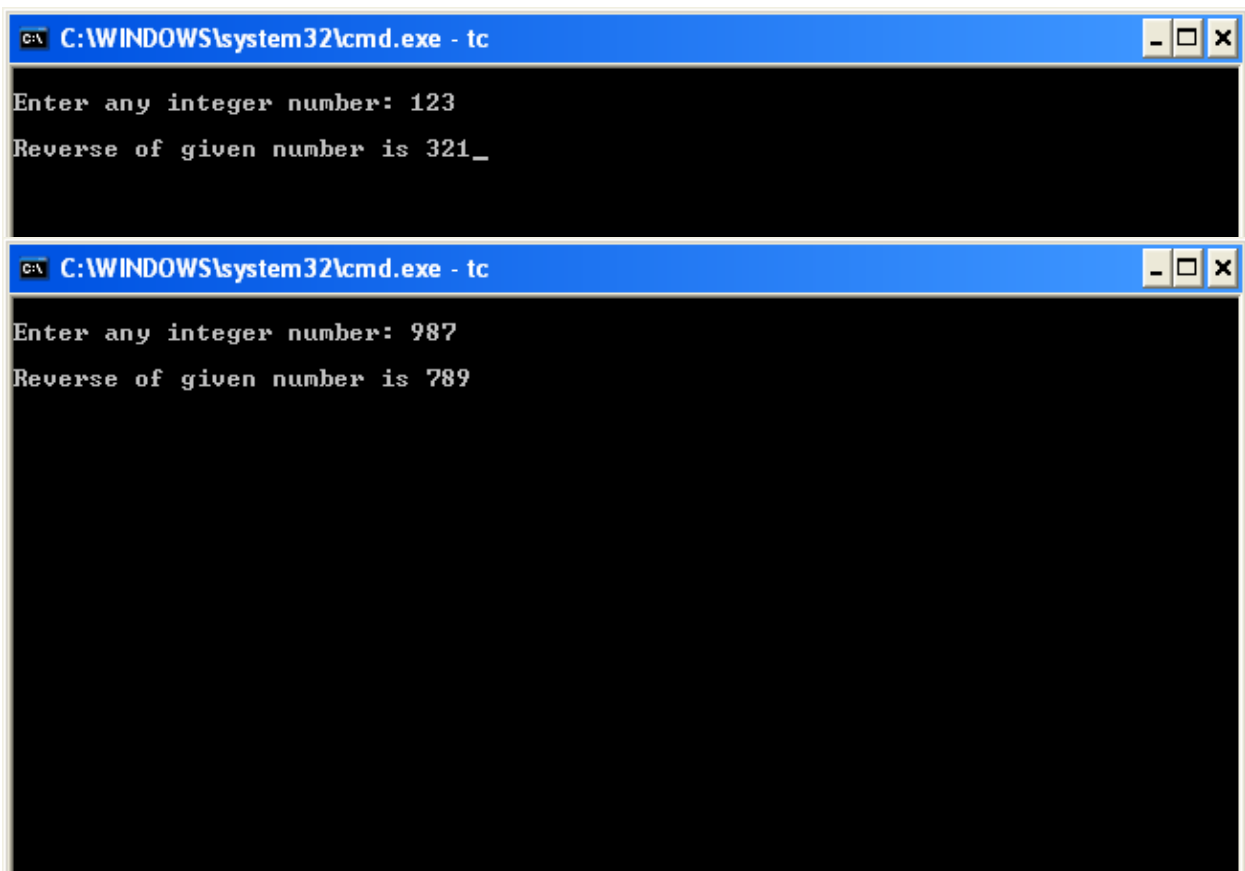 C:\WINDOWS\system32\cmd.exe - tc
Enter any integer number: 123
Reverse of given number is 321_
C:\WINDOWS\system32\cmd.exe - tc
Enter any integer number: 987
Reverse of given number is 789